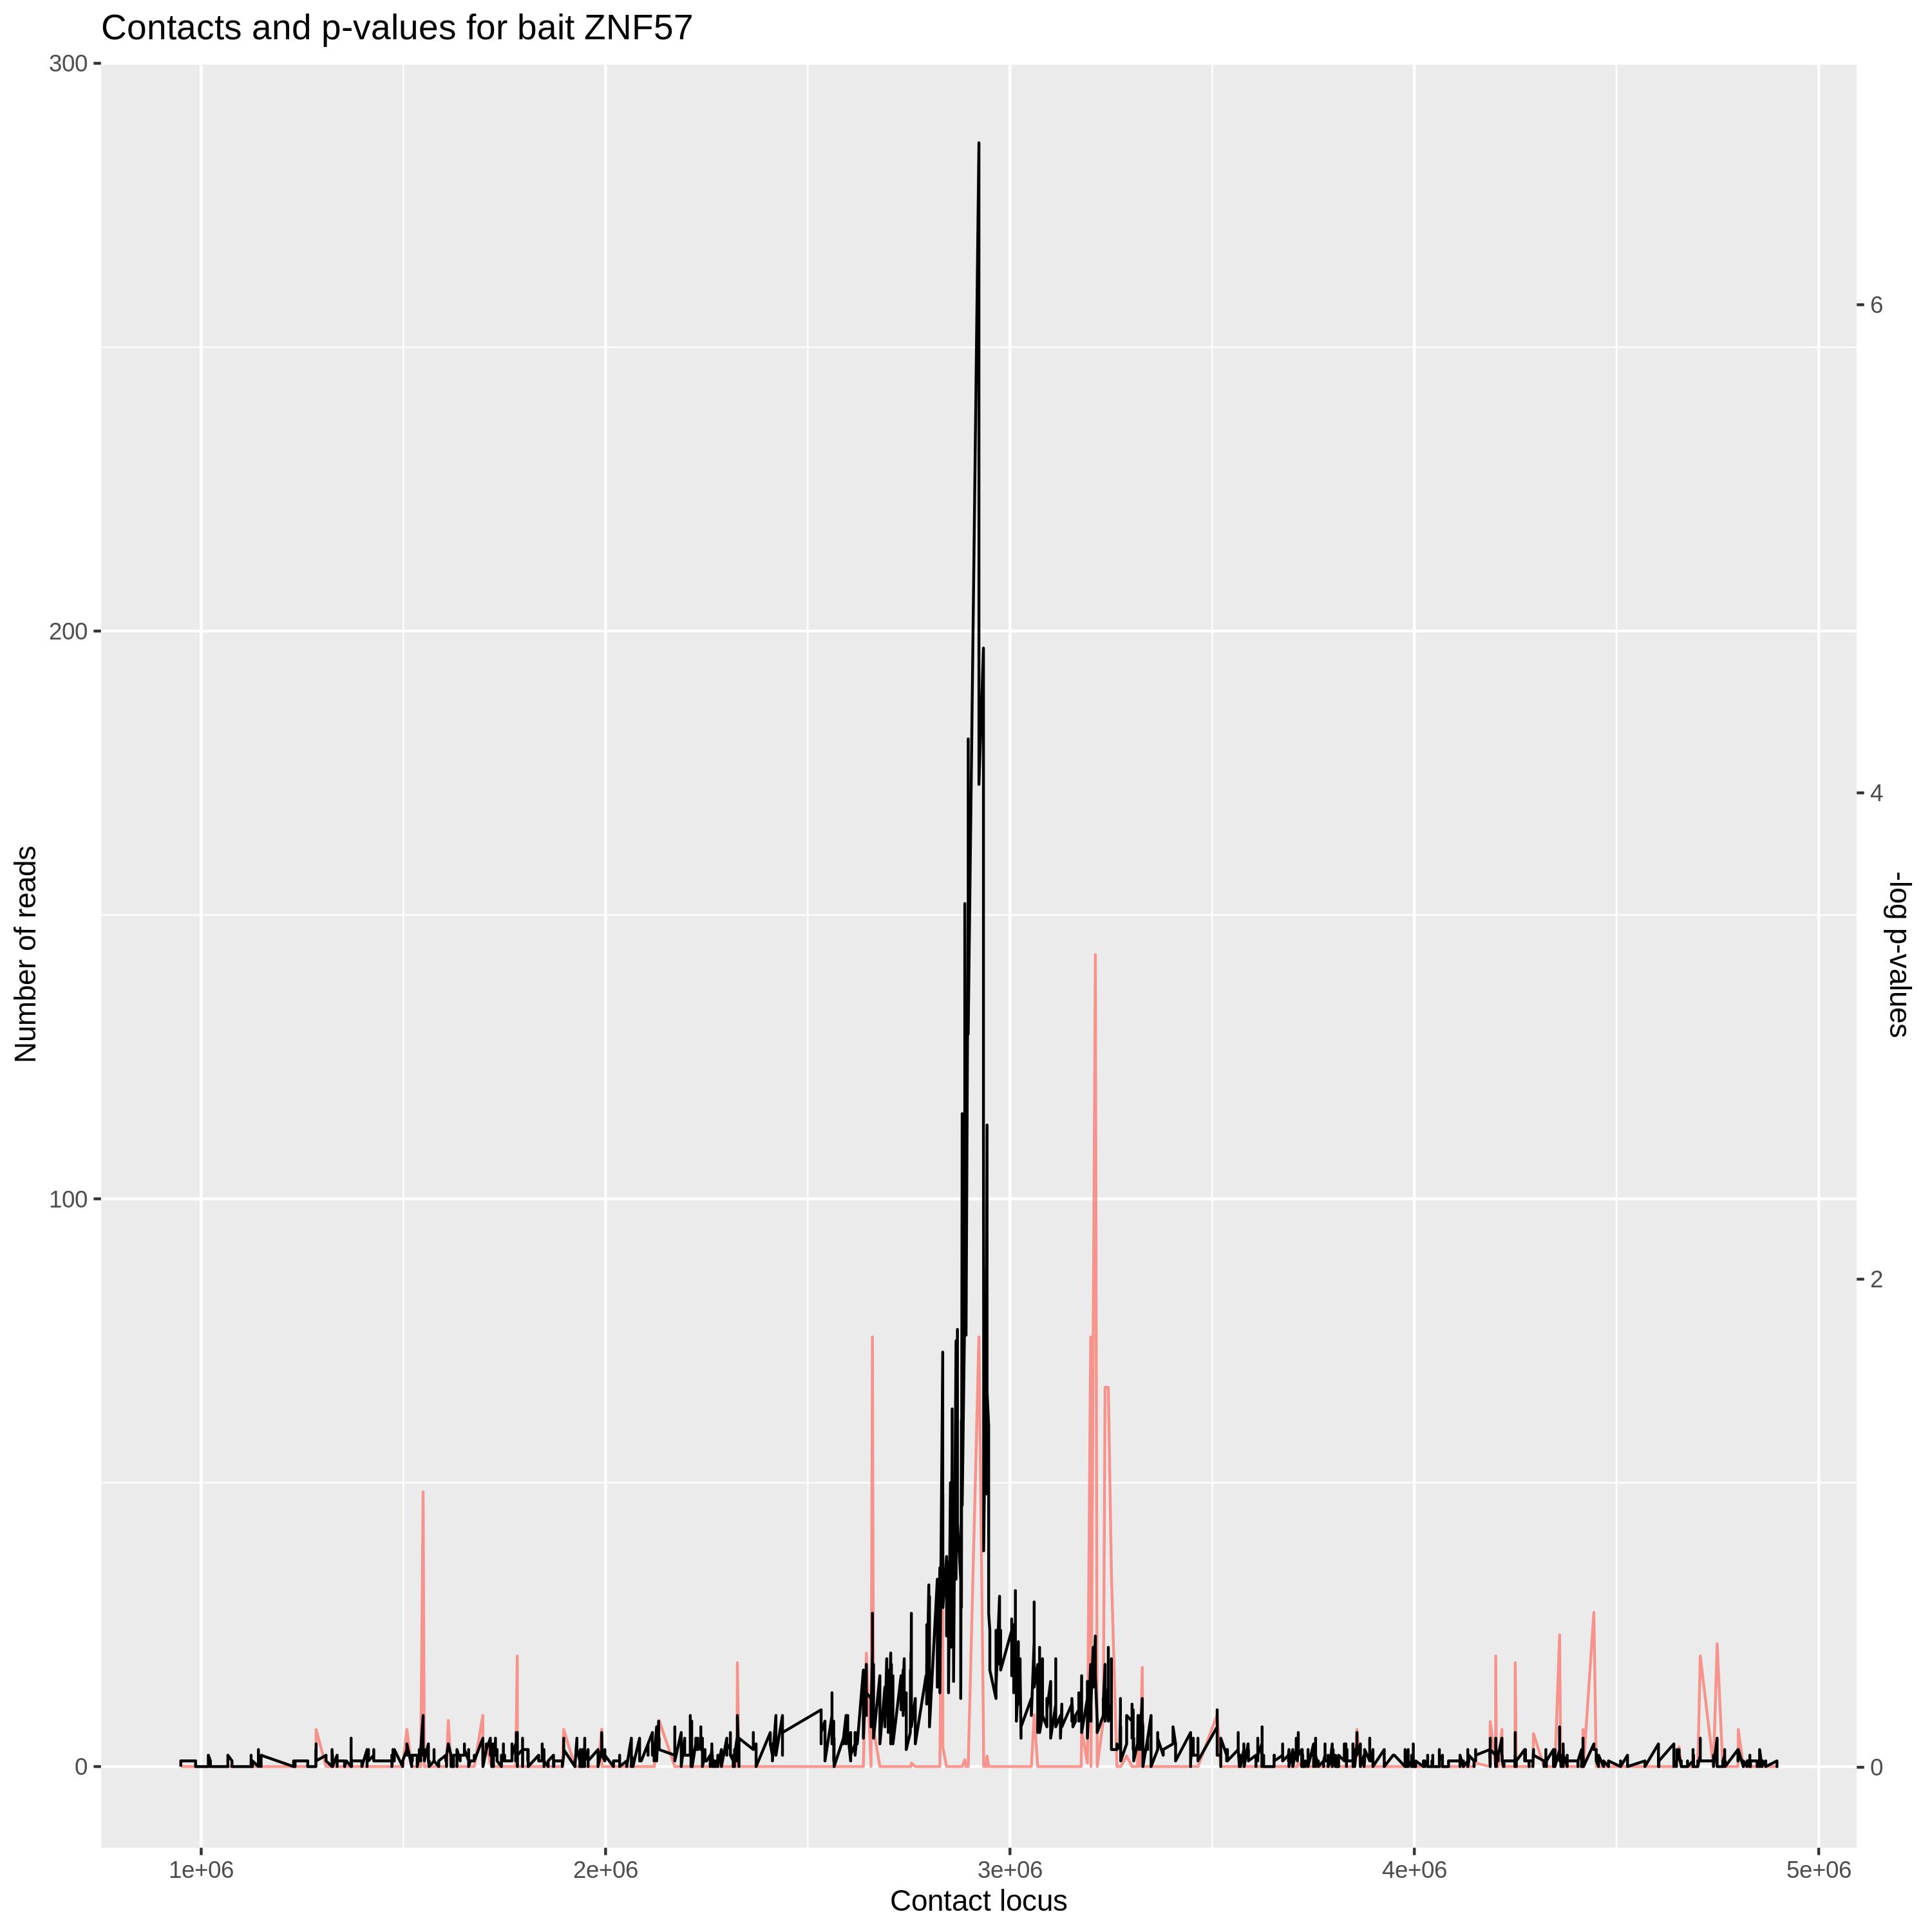 Contacts and p-values for bait ZNF57
300
200
100
0
Number of reads
6
4
2
0
-log p-values
1e+06 2e+06 3e+06 4e+06 5e+06
Contact locus